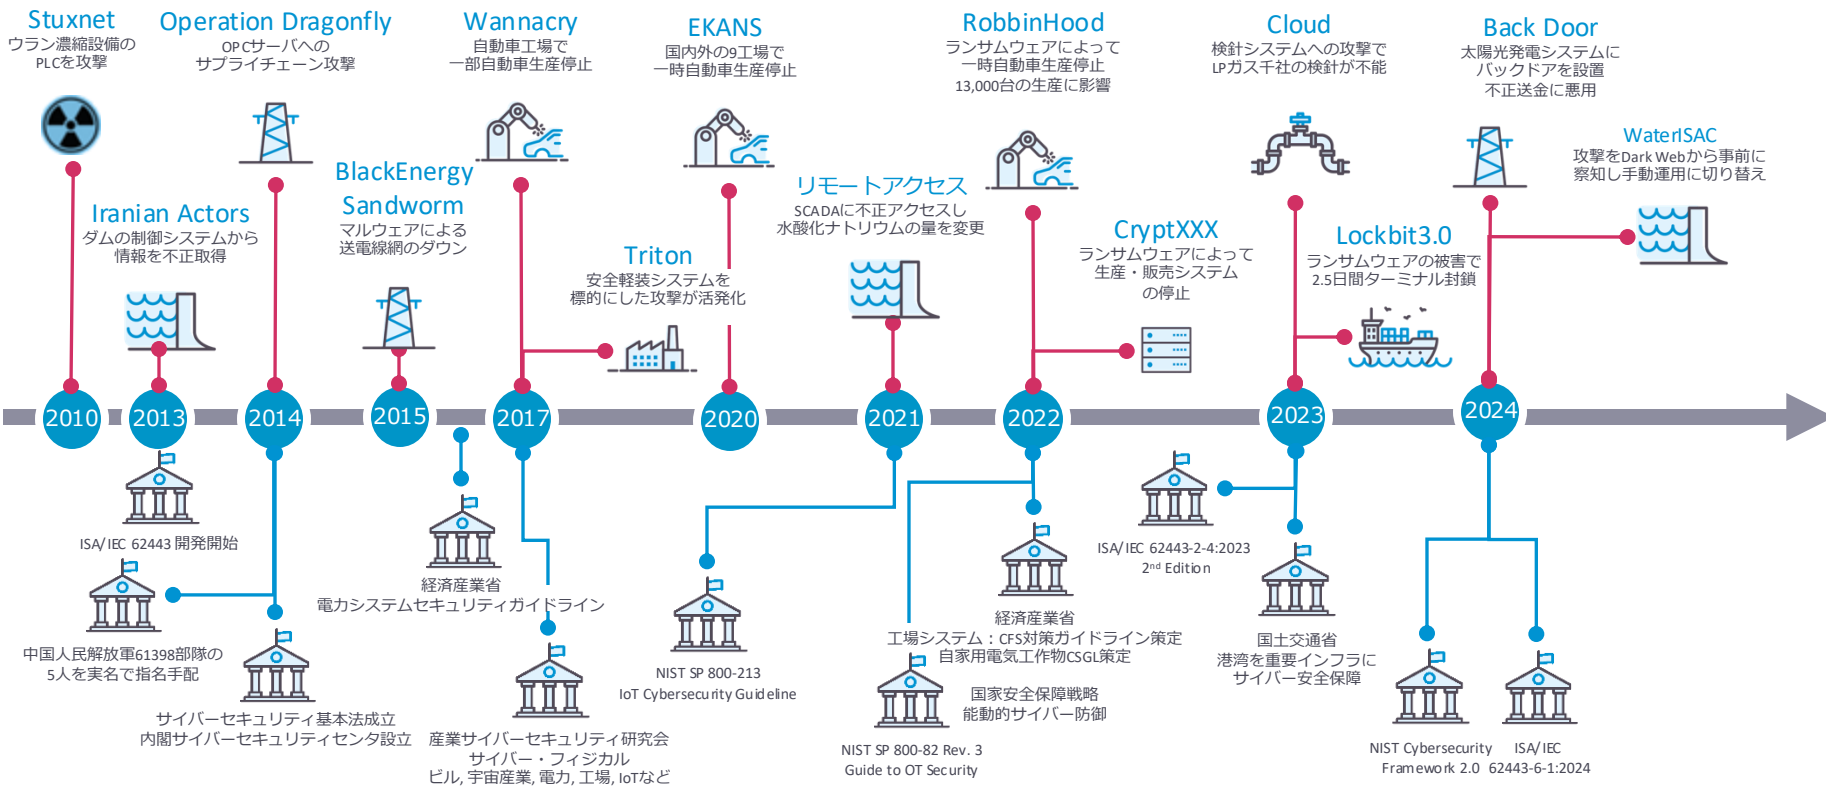 Stuxnet
ウラン濃縮設備の
PLCを攻撃
Operation Dragonfly
OPCサーバへの
サプライチェーン攻撃
Wannacry
自動車工場で
一部自動車生産停止
EKANS
国内外の9工場で
一時自動車生産停止
RobbinHood
ランサムウェアによって
一時自動車生産停止
13,000台の生産に影響
Cloud
検針システムへの攻撃で
LPガス千社の検針が不能
Back Door
太陽光発電システムに
バックドアを設置
不正送金に悪用
WaterISAC
攻撃をDark Webから事前に
察知し手動運用に切り替え
Iranian Actors
ダムの制御システムから
情報を不正取得
BlackEnergy
Sandworm
マルウェアによる
送電線網のダウン
Triton
安全軽装システムを
標的にした攻撃が活発化
リモートアクセス
SCADAに不正アクセスし
水酸化ナトリウムの量を変更
CryptXXX
ランサムウェアによって
生産・販売システム
の停止
Lockbit3.0
ランサムウェアの被害で
2.5日間ターミナル封鎖
2010
2013
2014
2015
2017
2020
2021
2022
2023
2024
ISA/IEC 62443 開発開始
中国人民解放軍61398部隊の
5人を実名で指名手配
サイバーセキュリティ基本法成立
内閣サイバーセキュリティセンタ設立
経済産業省
電力システムセキュリティガイドライン
産業サイバーセキュリティ研究会
サイバー・フィジカル
ビル, 宇宙産業, 電力, 工場, IoTなど
NIST SP 800-213
IoT Cybersecurity Guideline
NIST SP 800-82 Rev. 3
Guide to OT Security
経済産業省
工場システム：CFS対策ガイドライン策定
自家用電気工作物CSGL策定
国家安全保障戦略
能動的サイバー防御
ISA/IEC 62443-2-4:2023
2nd Edition
国土交通省
港湾を重要インフラに
サイバー安全保障
NIST Cybersecurity
Framework 2.0
ISA/IEC
62443-6-1:2024